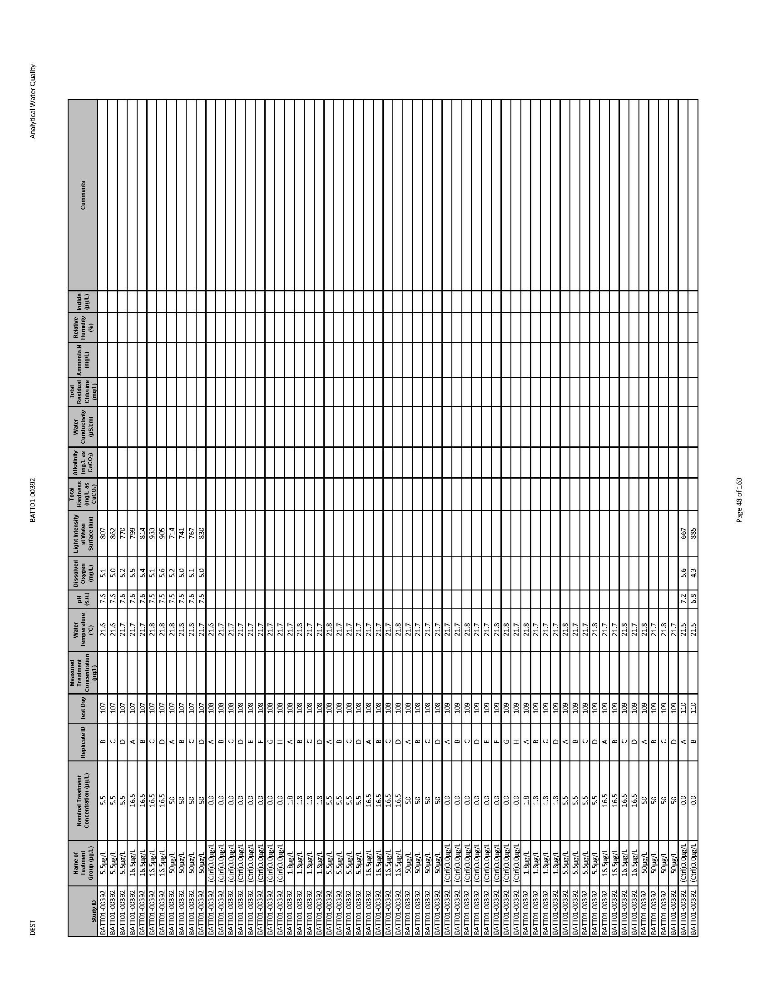 DEST BATT01-00392 Analytical Water Quality
Study ID Name of Teatment Group (µg/L) Nominal Treatment Concentration (µg/L) Replicate ID Test Day Measured Treatment Concentration (µg/L) Water Temperature (°C) pH (s.u.) Dissolved Oxygen (mg/L) Light Intensity at Water Surface (lux) Total Hardness (mg/L as CaCO₃) Alkalinity (mg/L as CaCO₃) Water Conductivity (µS/cm) Total Residual Chlorine (mg/L) Ammonia-N (mg/L) Relative Humidity (%) Iodide (µg/L) Comments
BATT01-00392 5.5µg/L 5.5 B 107 21.6 7.6 5.1 807
BATT01-00392 5.5µg/L 5.5 C 107 21.6 7.6 5.0 862
BATT01-00392 5.5µg/L 5.5 D 107 21.7 7.6 5.2 770
BATT01-00392 16.5µg/L 16.5 A 107 21.7 7.6 5.5 799
BATT01-00392 16.5µg/L 16.5 B 107 21.7 7.6 5.4 814
BATT01-00392 16.5µg/L 16.5 C 107 21.8 7.5 5.1 933
BATT01-00392 16.5µg/L 16.5 D 107 21.8 7.5 5.6 905
BATT01-00392 50µg/L 50 A 107 21.8 7.5 5.2 714
BATT01-00392 50µg/L 50 B 107 21.8 7.5 5.0 741
BATT01-00392 50µg/L 50 C 107 21.8 7.6 5.1 767
BATT01-00392 50µg/L 50 D 107 21.7 7.5 5.0 830
BATT01-00392 (Ctrl)0.0µg/L 0.0 A 108 21.6
BATT01-00392 (Ctrl)0.0µg/L 0.0 B 108 21.7
BATT01-00392 (Ctrl)0.0µg/L 0.0 C 108 21.7
BATT01-00392 (Ctrl)0.0µg/L 0.0 D 108 21.7
BATT01-00392 (Ctrl)0.0µg/L 0.0 E 108 21.7
BATT01-00392 (Ctrl)0.0µg/L 0.0 F 108 21.7
BATT01-00392 (Ctrl)0.0µg/L 0.0 G 108 21.7
BATT01-00392 (Ctrl)0.0µg/L 0.0 H 108 21.7
BATT01-00392 1.8µg/L 1.8 A 108 21.7
BATT01-00392 1.8µg/L 1.8 B 108 21.8
BATT01-00392 1.8µg/L 1.8 C 108 21.7
BATT01-00392 1.8µg/L 1.8 D 108 21.7
BATT01-00392 5.5µg/L 5.5 A 108 21.8
BATT01-00392 5.5µg/L 5.5 B 108 21.7
BATT01-00392 5.5µg/L 5.5 C 108 21.7
BATT01-00392 5.5µg/L 5.5 D 108 21.7
BATT01-00392 16.5µg/L 16.5 A 108 21.7
BATT01-00392 16.5µg/L 16.5 B 108 21.7
BATT01-00392 16.5µg/L 16.5 C 108 21.7
BATT01-00392 16.5µg/L 16.5 D 108 21.8
BATT01-00392 50µg/L 50 A 108 21.7
BATT01-00392 50µg/L 50 B 108 21.7
BATT01-00392 50µg/L 50 C 108 21.8
BATT01-00392 50µg/L 50 D 108 21.8
BATT01-00392 (Ctrl)0.0µg/L 0.0 A 109 21.7
BATT01-00392 (Ctrl)0.0µg/L 0.0 B 109 21.7
BATT01-00392 (Ctrl)0.0µg/L 0.0 C 109 21.8
BATT01-00392 (Ctrl)0.0µg/L 0.0 D 109 21.7
BATT01-00392 (Ctrl)0.0µg/L 0.0 E 109 21.7
BATT01-00392 (Ctrl)0.0µg/L 0.0 F 109 21.8
BATT01-00392 (Ctrl)0.0µg/L 0.0 G 109 21.8
BATT01-00392 (Ctrl)0.0µg/L 0.0 H 109 21.7
BATT01-00392 1.8µg/L 1.8 A 109 21.8
BATT01-00392 1.8µg/L 1.8 B 109 21.7
BATT01-00392 1.8µg/L 1.8 C 109 21.7
BATT01-00392 1.8µg/L 1.8 D 109 21.7
BATT01-00392 5.5µg/L 5.5 A 109 21.8
BATT01-00392 5.5µg/L 5.5 B 109 21.7
BATT01-00392 5.5µg/L 5.5 C 109 21.7
BATT01-00392 5.5µg/L 5.5 D 109 21.8
BATT01-00392 16.5µg/L 16.5 A 109 21.7
BATT01-00392 16.5µg/L 16.5 B 109 21.7
BATT01-00392 16.5µg/L 16.5 C 109 21.8
BATT01-00392 16.5µg/L 16.5 D 109 21.7
BATT01-00392 50µg/L 50 A 109 21.8
BATT01-00392 50µg/L 50 B 109 21.7
BATT01-00392 50µg/L 50 C 109 21.8
BATT01-00392 50µg/L 50 D 109 21.7
BATT01-00392 (Ctrl)0.0µg/L 0.0 A 110 21.5 7.2 5.6 667
BATT01-00392 (Ctrl)0.0µg/L 0.0 B 110 21.5 6.8 4.3 885
Page 48 of 163